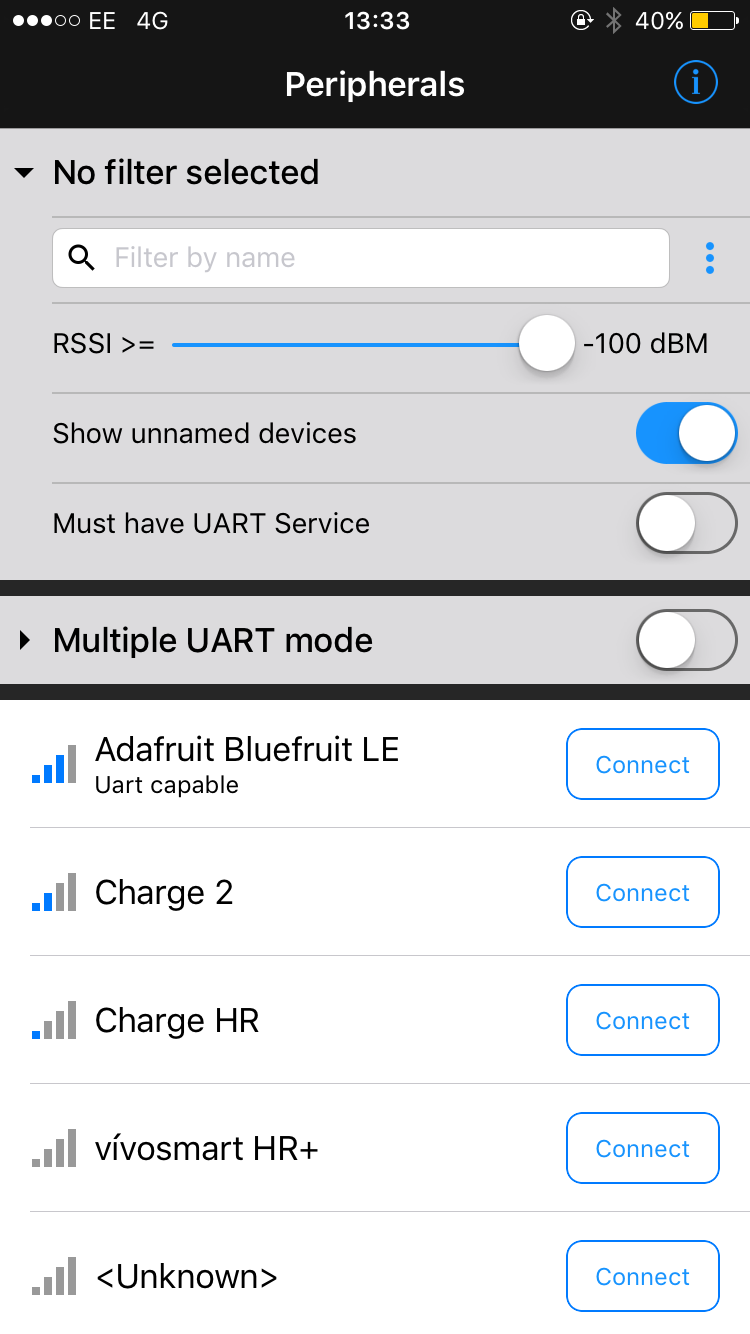 EE 4G 13:33 40%
Peripherals i
No filter selected
Filter by name
RSSI >= -100 dBM
Show unnamed devices
Must have UART Service
Multiple UART mode
Adafruit Bluefruit LE
Uart capable
Connect
Charge 2 Connect
Charge HR Connect
vívosmart HR+ Connect
<Unknown> Connect